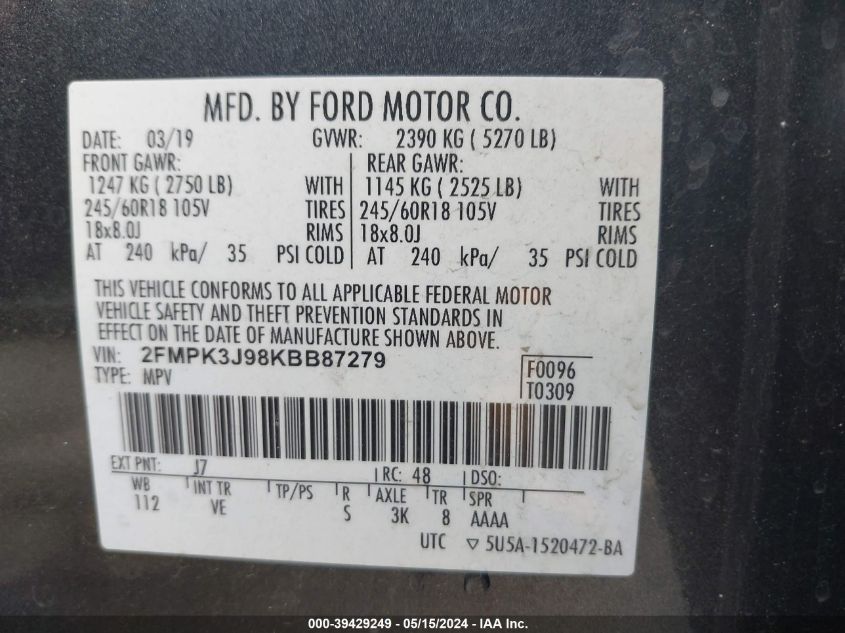 MFD. BY FORD MOTOR CO.
DATE: 03/19 GVWR: 2390 KG ( 5270 LB)
FRONT GAWR: REAR GAWR:
1247 KG ( 2750 LB) WITH 1145 KG ( 2525 LB) WITH
245/60R18 105V TIRES 245/60R18 105V TIRES
18x8.0J RIMS 18x8.0J RIMS
AT 240 kPa/ 35 PSI COLD AT 240 kPa/ 35 PSI COLD
THIS VEHICLE CONFORMS TO ALL APPLICABLE FEDERAL MOTOR
VEHICLE SAFETY AND THEFT PREVENTION STANDARDS IN
EFFECT ON THE DATE OF MANUFACTURE SHOWN ABOVE.
VIN: 2FMPK3J98KBB87279 F0096
TYPE: MPV T0309
EXT PNT: J7 RC: 48 DSO:
WB INT TR TP/PS R AXLE TR SPR
112 VE S 3K 8 AAAA
UTC ▽ 5U5A-1520472-BA
000-39429249 - 05/15/2024 - IAA Inc.